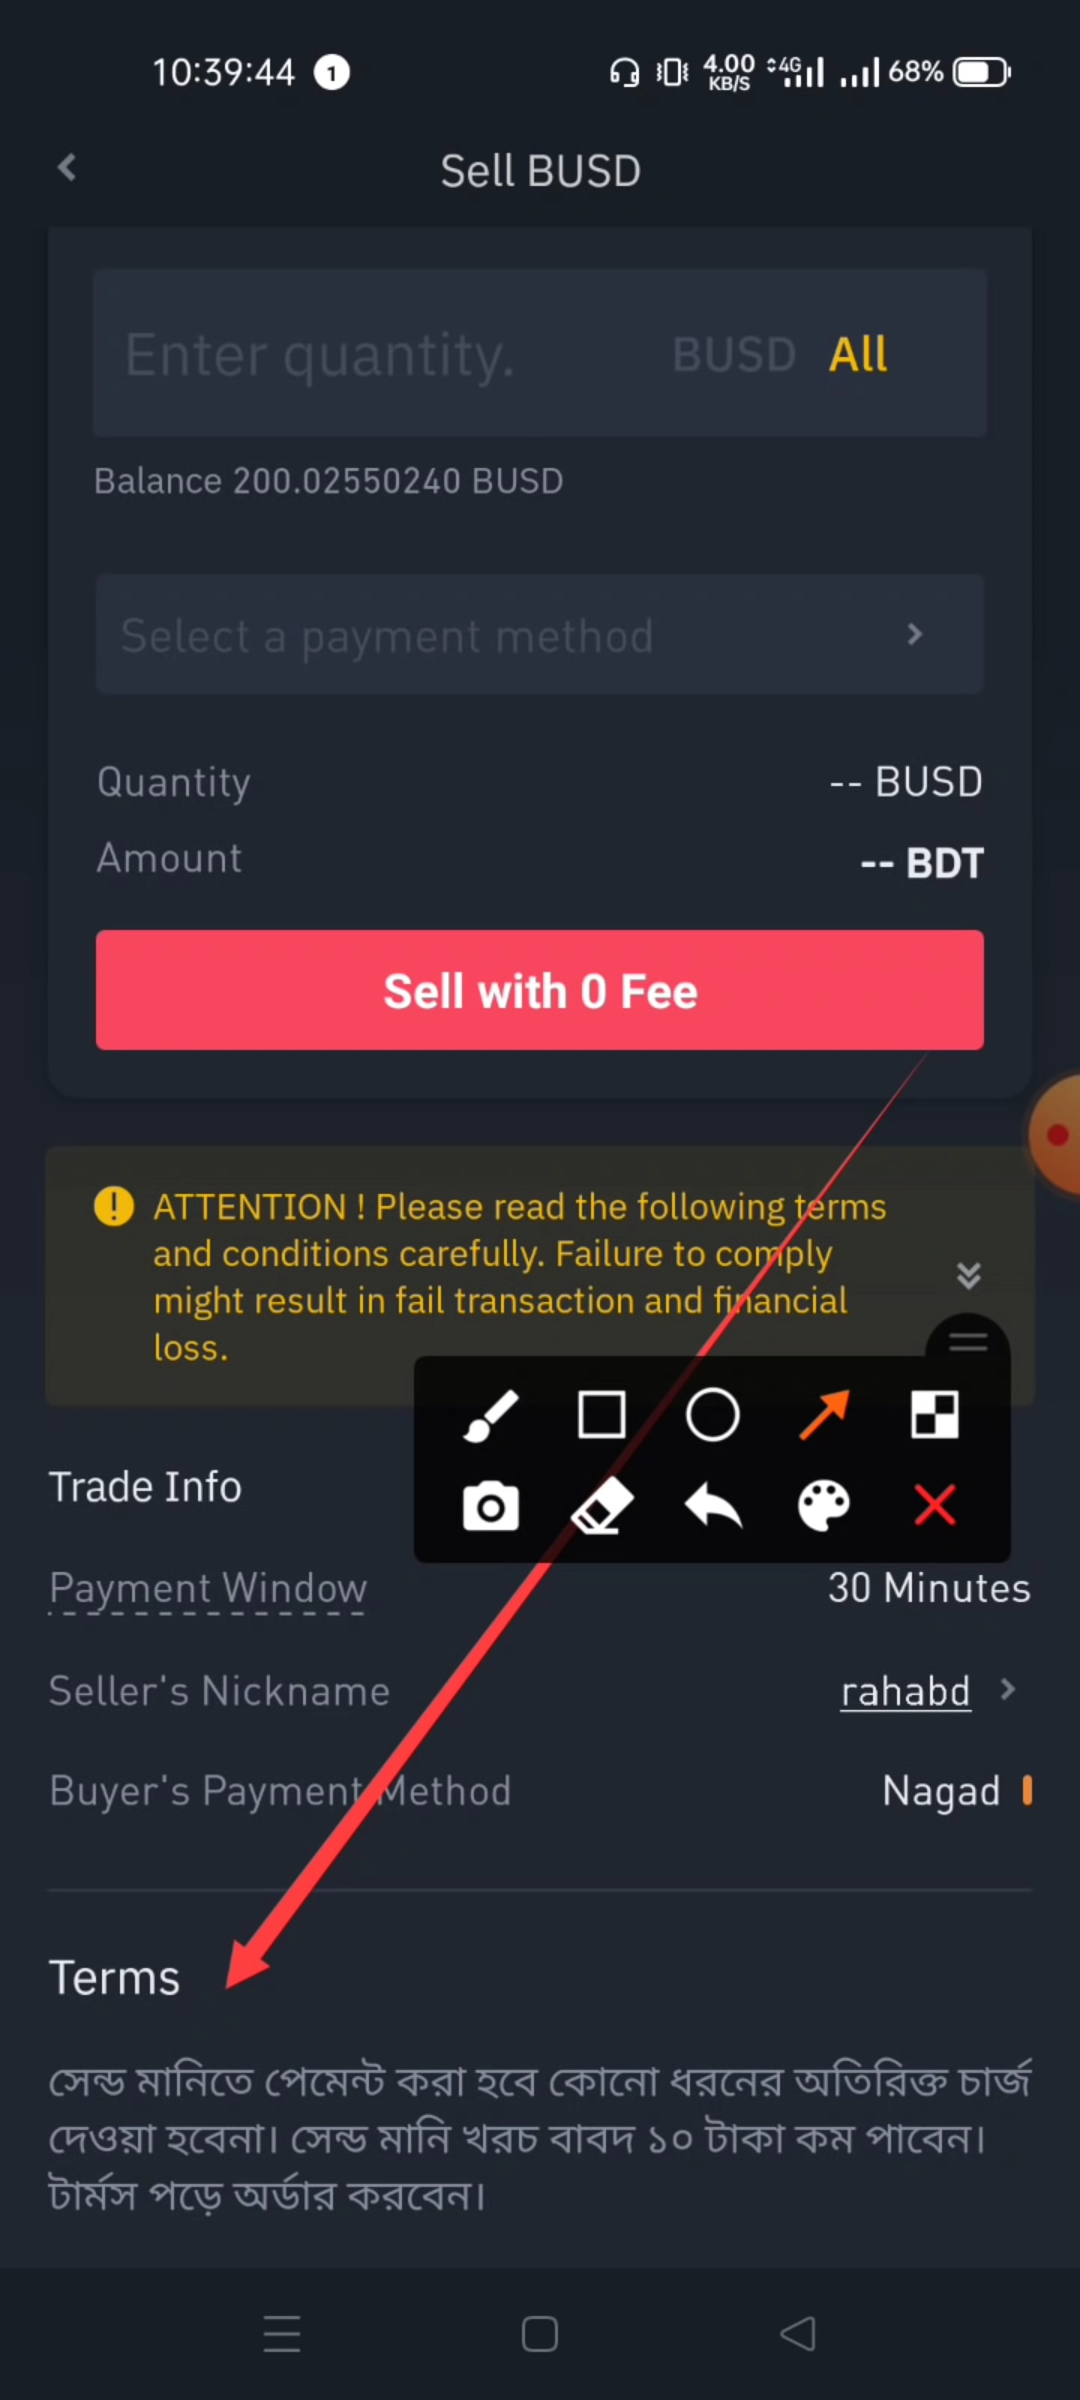 10:39:44 1 4.00 KB/S 4G 68%
Sell BUSD
Enter quantity. BUSD All
Balance 200.02550240 BUSD
Select a payment method
Quantity -- BUSD
Amount -- BDT
Sell with 0 Fee
ATTENTION ! Please read the following terms
and conditions carefully. Failure to comply
might result in fail transaction and financial
loss.
Trade Info
Payment Window 30 Minutes
Seller's Nickname rahabd
Buyer's Payment Method Nagad
Terms
সেন্ড মানিতে পেমেন্ট করা হবে কোনো ধরনের অতিরিক্ত চার্জ
দেওয়া হবেনা। সেন্ড মানি খরচ বাবদ ১০ টাকা কম পাবেন।
টার্মস পড়ে অর্ডার করবেন।